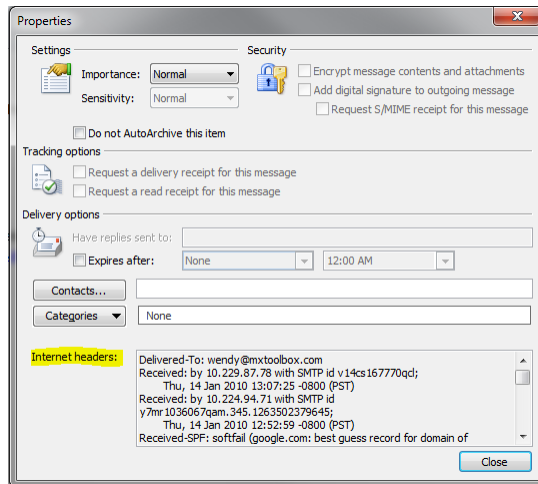 Properties
Settings
Security
Importance: Normal
Encrypt message contents and attachments
Add digital signature to outgoing message
Sensitivity: Normal
Request S/MIME receipt for this message
Do not AutoArchive this item
Tracking options
Request a delivery receipt for this message
Request a read receipt for this message
Delivery options
Have replies sent to:
Expires after: None 12:00 AM
Contacts...
Categories None
Internet headers:
Delivered-To: wendy@mxtoolbox.com
Received: by 10.229.87.78 with SMTP id v14cs167770qcl;
Thu, 14 Jan 2010 13:07:25 -0800 (PST)
Received: by 10.224.94.71 with SMTP id
y7mr1036067qam.345.1263502379645;
Thu, 14 Jan 2010 12:52:59 -0800 (PST)
Received-SPF: softfail (google.com: best guess record for domain of
Close